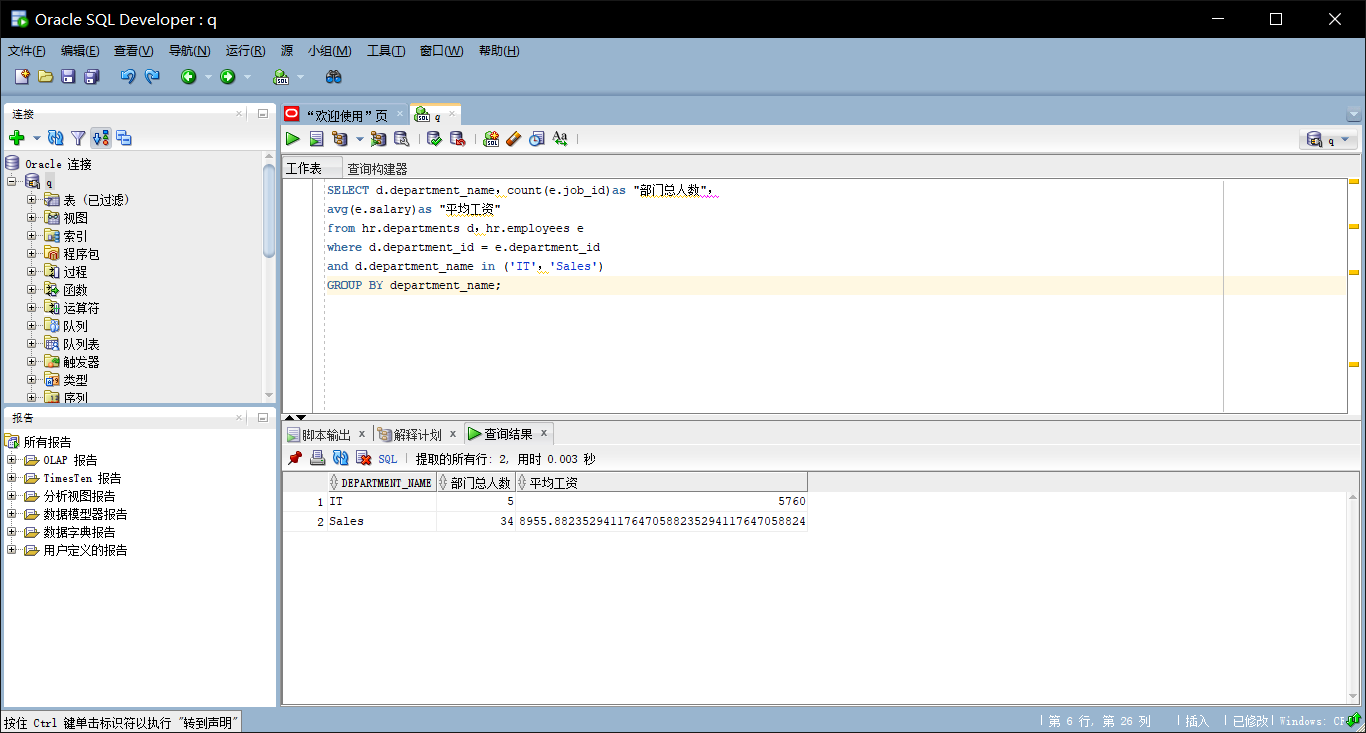 Oracle SQL Developer : q
文件(F) 编辑(E) 查看(V) 导航(N) 运行(R) 源 小组(M) 工具(T) 窗口(W) 帮助(H)
连接
Oracle 连接
q
表 (已过滤)
视图
索引
程序包
过程
函数
运算符
队列
队列表
触发器
类型
序列
报告
所有报告
OLAP 报告
TimesTen 报告
分析视图报告
数据模型器报告
数据字典报告
用户定义的报告
“欢迎使用”页 q
q
工作表 查询构建器
SELECT d.department_name，count(e.job_id)as "部门总人数"，
avg(e.salary)as "平均工资"
from hr.departments d，hr.employees e
where d.department_id = e.department_id
and d.department_name in ('IT'，'Sales')
GROUP BY department_name;
脚本输出 解释计划 查询结果
SQL 提取的所有行: 2, 用时 0.003 秒
DEPARTMENT_NAME 部门总人数 平均工资
1 IT 5 5760
2 Sales 34 8955.88235294117647058823529411764705882​4
按住 Ctrl 键单击标识符以执行 "转到声明"
第 6 行, 第 26 列 插入 已修改 Windows: CR